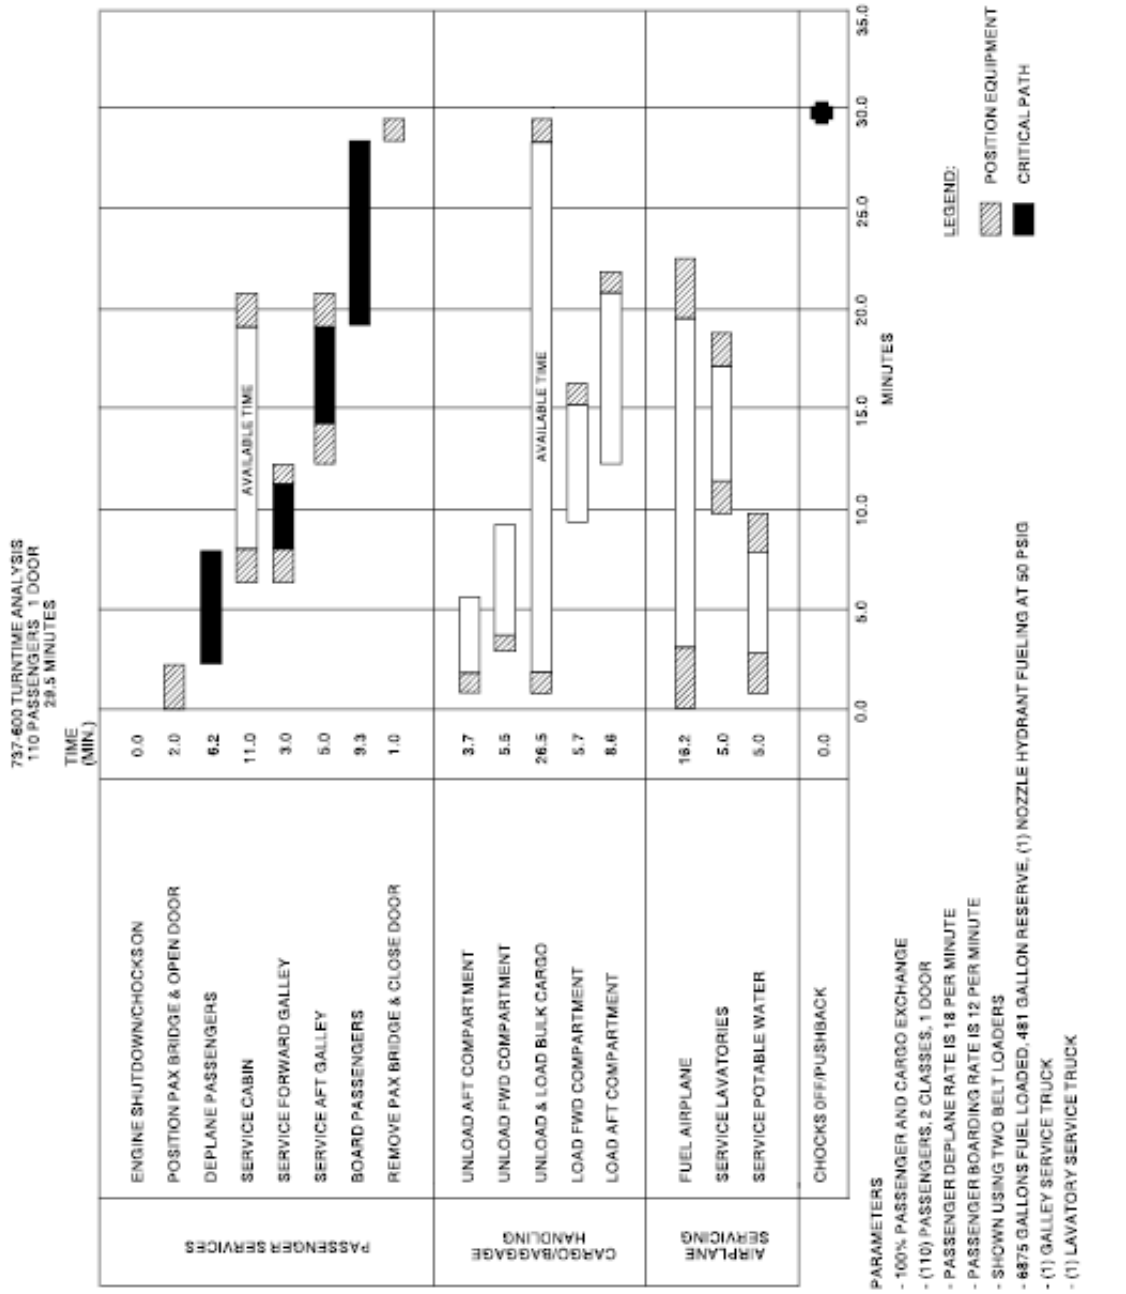 737-600 TURNTIME ANALYSIS
110 PASSENGERS 1 DOOR
29.5 MINUTES
TIME
(MIN.)
PASSENGER SERVICES
ENGINE SHUTDOWN/CHOCKS ON 0.0
POSITION PAX BRIDGE & OPEN DOOR 2.0
DEPLANE PASSENGERS 6.2
SERVICE CABIN 11.0 AVAILABLE TIME
SERVICE FORWARD GALLEY 3.0
SERVICE AFT GALLEY 5.0
BOARD PASSENGERS 9.3
REMOVE PAX BRIDGE & CLOSE DOOR 1.0
CARGO/BAGGAGE
HANDLING
UNLOAD AFT COMPARTMENT 3.7
UNLOAD FWD COMPARTMENT 5.5
UNLOAD & LOAD BULK CARGO 26.5 AVAILABLE TIME
LOAD FWD COMPARTMENT 5.7
LOAD AFT COMPARTMENT 8.6
AIRPLANE
SERVICING
FUEL AIRPLANE 16.2
SERVICE LAVATORIES 5.0
SERVICE POTABLE WATER 5.0
CHOCKS OFF/PUSHBACK 0.0
0.0 5.0 10.0 15.0 20.0 25.0 30.0 35.0
MINUTES
PARAMETERS
- 100% PASSENGER AND CARGO EXCHANGE
- (110) PASSENGERS, 2 CLASSES, 1 DOOR
- PASSENGER DEPLANE RATE IS 18 PER MINUTE
- PASSENGER BOARDING RATE IS 12 PER MINUTE
- SHOWN USING TWO BELT LOADERS
- 6875 GALLONS FUEL LOADED, 481 GALLON RESERVE, (1) NOZZLE HYDRANT FUELING AT 50 PSIG
- (1) GALLEY SERVICE TRUCK
- (1) LAVATORY SERVICE TRUCK
LEGEND:
POSITION EQUIPMENT
CRITICAL PATH